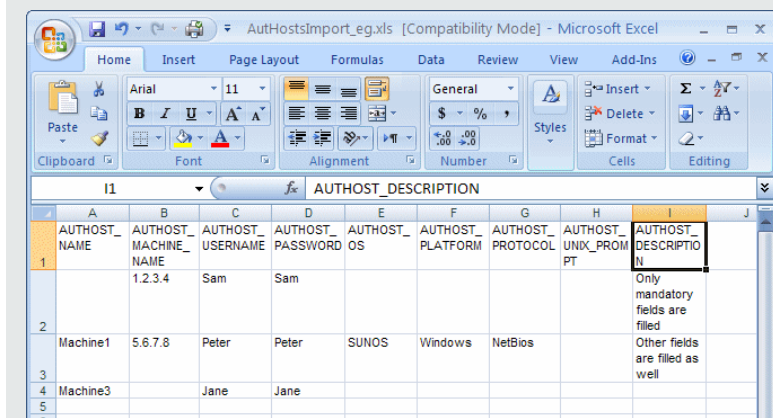 AutHostsImport_eg.xls [Compatibility Mode] - Microsoft Excel
Home Insert Page Layout Formulas Data Review View Add-Ins
Paste
Arial 11
B I U A A
A
General
$ % ,
.00 .00
Styles
A
Insert
Delete
Format
Σ
Clipboard Font Alignment Number Cells Editing
I1 fx AUTHOST_DESCRIPTION
A B C D E F G H I J
1 AUTHOST_ AUTHOST_ AUTHOST_ AUTHOST_ AUTHOST_ AUTHOST_ AUTHOST_ AUTHOST_ AUTHOST_
NAME MACHINE_ USERNAME PASSWORD OS PLATFORM PROTOCOL UNIX_PROM DESCRIPTIO
NAME PT N
2 1.2.3.4 Sam Sam Only
mandatory
fields are
filled
3 Machine1 5.6.7.8 Peter Peter SUNOS Windows NetBios Other fields
are filled as
well
4 Machine3 Jane Jane
5